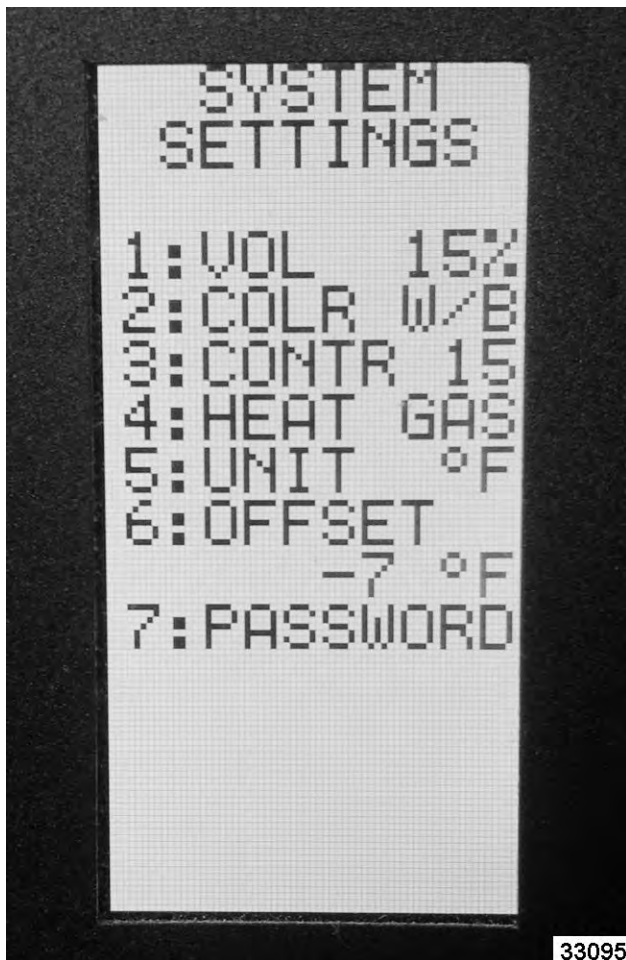 SYSTEM
SETTINGS
1:VOL 15%
2:COLR W/B
3:CONTR 15
4:HEAT GAS
5:UNIT °F
6:OFFSET
-7 °F
7:PASSWORD
33095